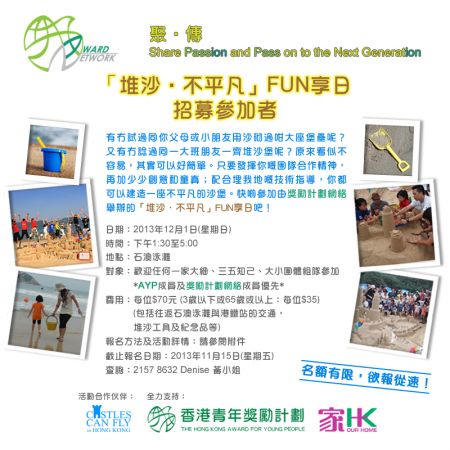 AWARD
NETWORK
聚·傳
Share Passion and Pass on to the Next Generation
「堆沙·不平凡」FUN享日
招募參加者
有冇試過同你父母或小朋友用沙砌過咁大座堡壘呢？
又有冇諗過同一大班朋友一齊堆沙堡呢？原來看似不
容易，其實可以好簡單。只要發揮你哋團隊合作精神，
再加少少創意和童真；配合埋我哋嘅技術指導，你都
可以建造一座不平凡的沙堡。快啲參加由獎勵計劃網絡
舉辦的「堆沙·不平凡」FUN享日吧！
日期：2013年12月1日(星期日)
時間：下午1:30至5:00
地點：石澳泳灘
對象：歡迎任何一家大細、三五知己、大小團體組隊參加
*AYP成員及獎勵計劃網絡成員優先*
費用：每位$70元 (3歲以下或65歲或以上：每位$35)
(包括往返石澳泳灘與港鐵站的交通，
堆沙工具及紀念品等)
報名方法及活動詳情：請參閱附件
截止報名日期：2013年11月15日(星期五)
查詢：2157 8632 Denise 黃小姐
名額有限，欲報從速！
活動合作伙伴：
全力支持：
CASTLES
CAN FLY
in HONG KONG
香港青年獎勵計劃
THE HONG KONG AWARD FOR YOUNG PEOPLE
家HK
OUR HOME